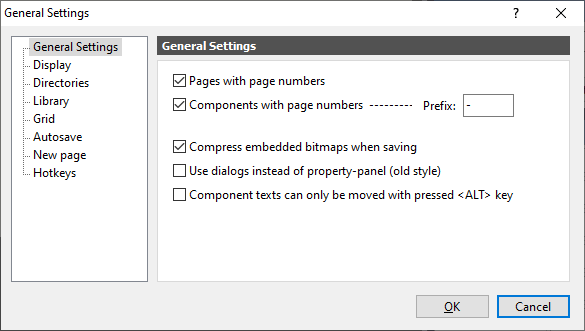 General Settings
?
General Settings
Display
Directories
Library
Grid
Autosave
New page
Hotkeys
General Settings
Pages with page numbers
Components with page numbers --------- Prefix: -
Compress embedded bitmaps when saving
Use dialogs instead of property-panel (old style)
Component texts can only be moved with pressed <ALT> key
OK
Cancel